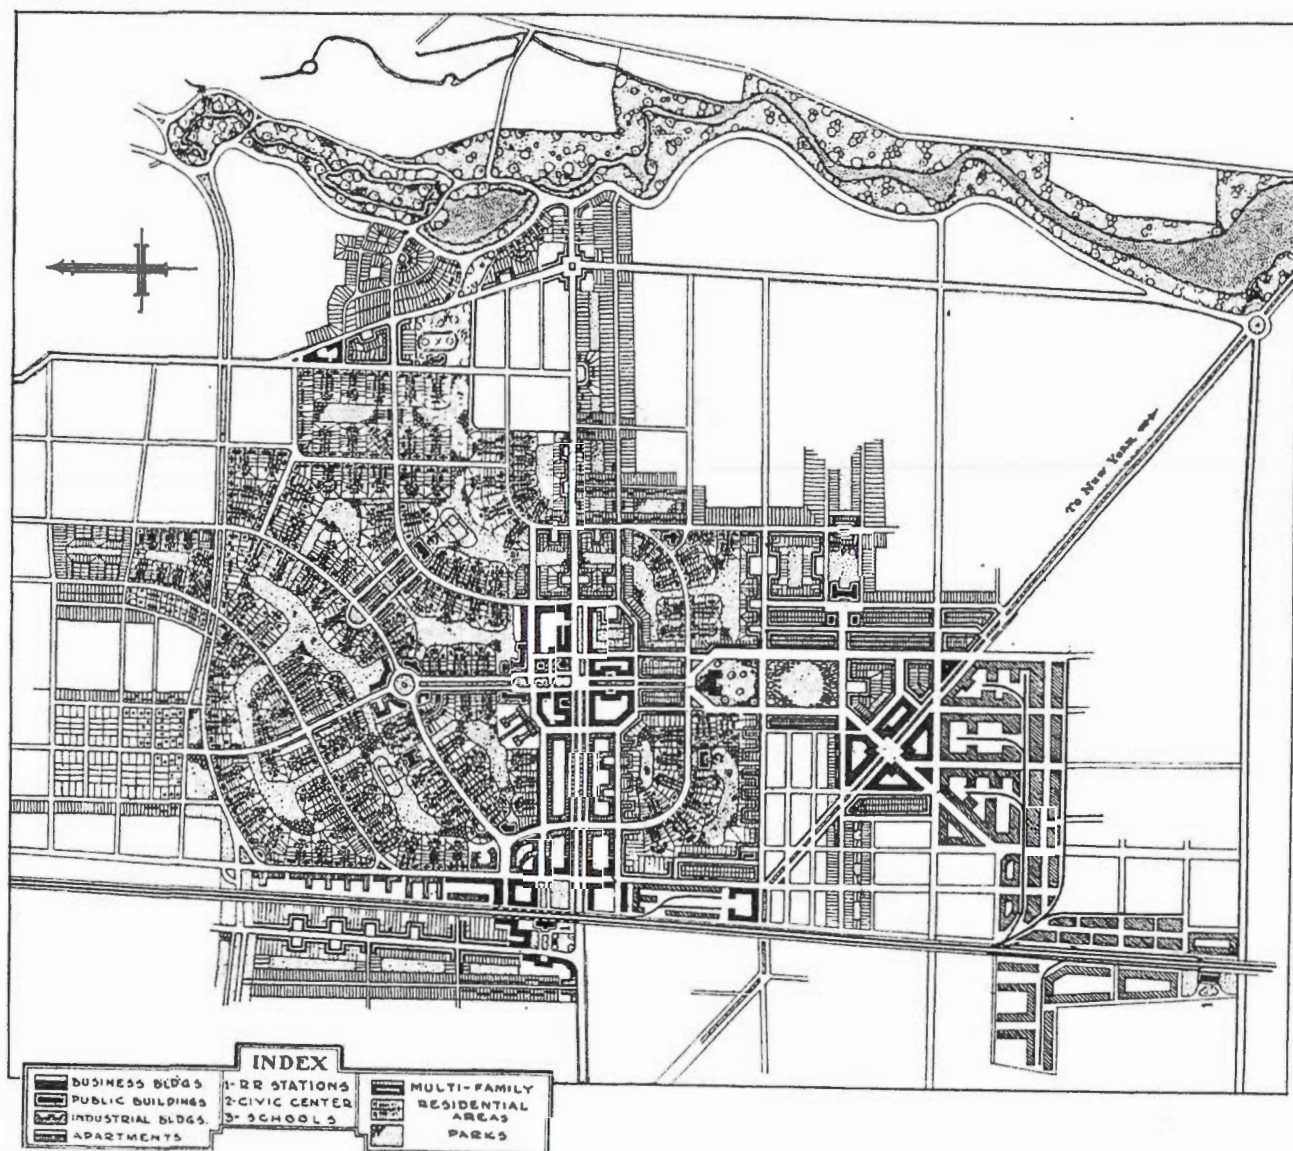 To New York
INDEX
BUSINESS BLDGS
PUBLIC BUILDINGS
INDUSTRIAL BLDGS.
APARTMENTS
1-RR STATIONS
2-CIVIC CENTER
3-SCHOOLS
MULTI-FAMILY
RESIDENTIAL
AREAS
PARKS